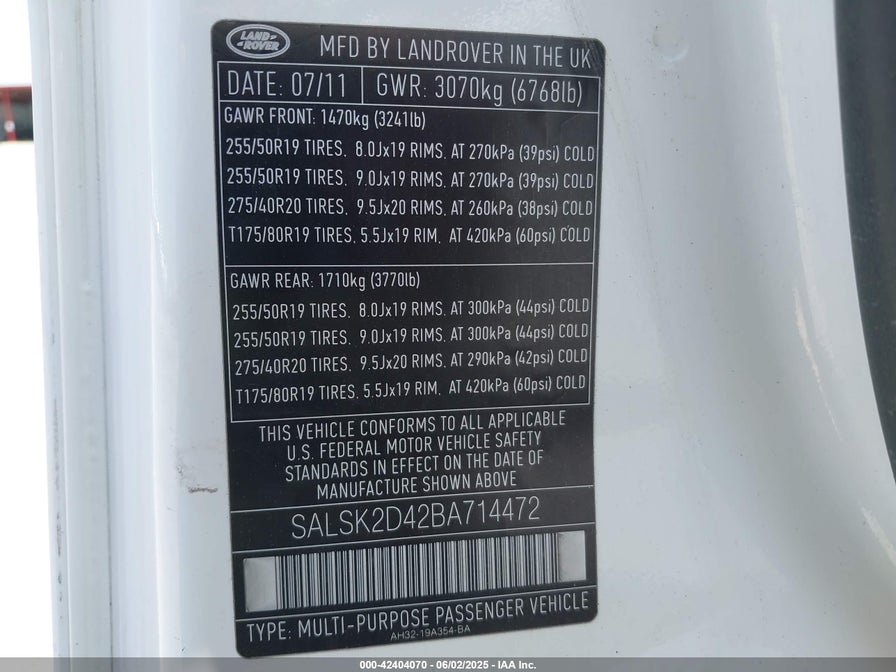 LAND
ROVER
MFD BY LANDROVER IN THE UK
DATE: 07/11 GWR: 3070kg (6768lb)
GAWR FRONT: 1470kg (3241lb)
255/50R19 TIRES. 8.0Jx19 RIMS. AT 270kPa (39psi) COLD
255/50R19 TIRES. 9.0Jx19 RIMS. AT 270kPa (39psi) COLD
275/40R20 TIRES. 9.5Jx20 RIMS. AT 260kPa (38psi) COLD
T175/80R19 TIRES. 5.5Jx19 RIM. AT 420kPa (60psi) COLD
GAWR REAR: 1710kg (3770lb)
255/50R19 TIRES. 8.0Jx19 RIMS. AT 300kPa (44psi) COLD
255/50R19 TIRES. 9.0Jx19 RIMS. AT 300kPa (44psi) COLD
275/40R20 TIRES. 9.5Jx20 RIMS. AT 290kPa (42psi) COLD
T175/80R19 TIRES. 5.5Jx19 RIM. AT 420kPa (60psi) COLD
THIS VEHICLE CONFORMS TO ALL APPLICABLE
U.S. FEDERAL MOTOR VEHICLE SAFETY
STANDARDS IN EFFECT ON THE DATE OF
MANUFACTURE SHOWN ABOVE
SALSK2D42BA714472
TYPE: MULTI-PURPOSE PASSENGER VEHICLE
AH32-19A354-BA
000-42404070 - 06/02/2025 - IAA Inc.